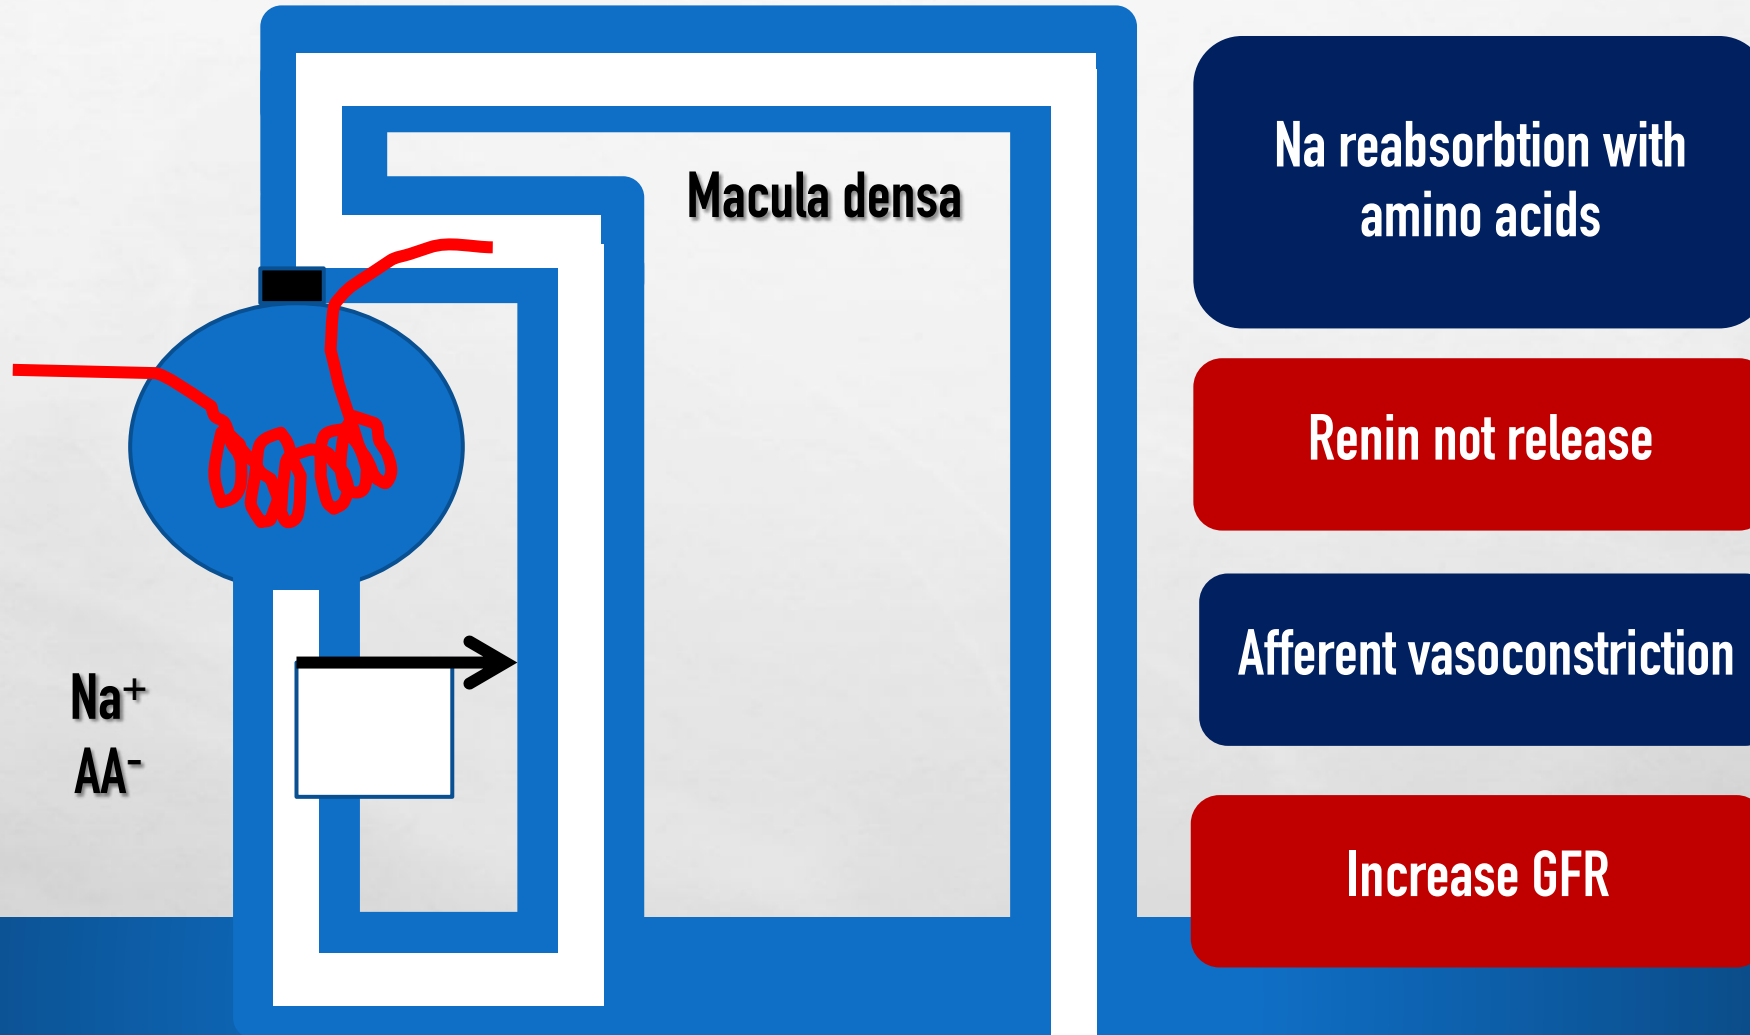 Macula densa
Na⁺
AA⁻
Na reabsorbtion with
amino acids
Renin not release
Afferent vasoconstriction
Increase GFR